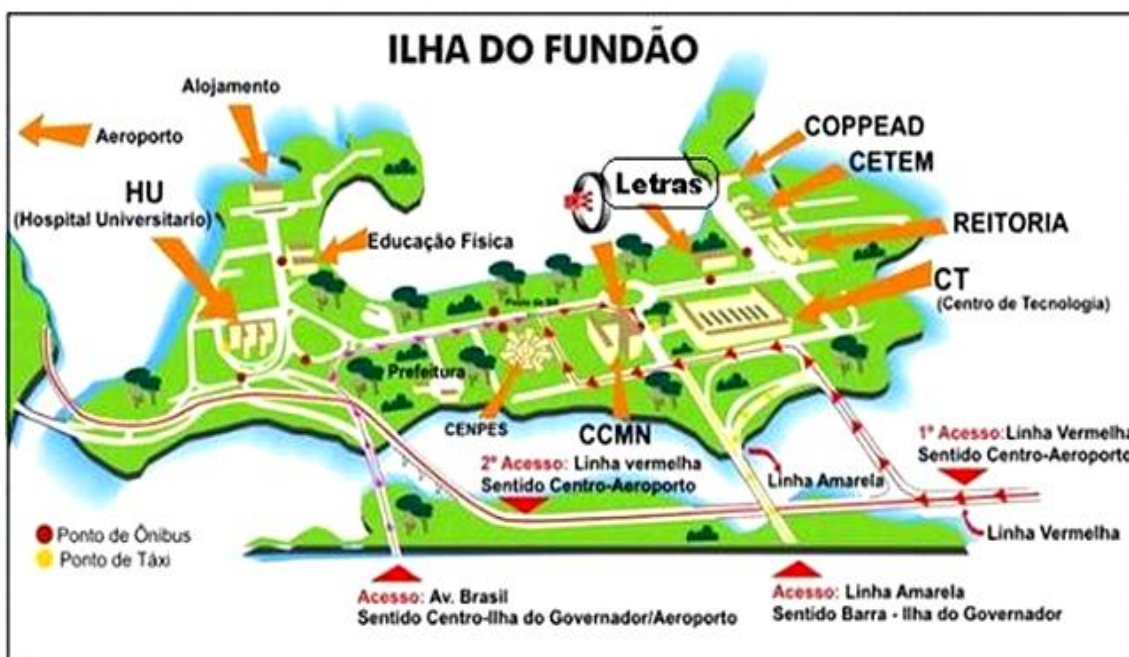 ILHA DO FUNDÃO
Alojamento
Aeroporto
HU
(Hospital Universitario)
Educação Física
Letras
COPPEAD
CETEM
REITORIA
CT
(Centro de Tecnologia)
Prefeitura
CENPES
CCMN
2º Acesso: Linha vermelha
Sentido Centro-Aeroporto
1º Acesso: Linha Vermelha
Sentido Centro-Aeroporto
Linha Amarela
Linha Vermelha
Ponto de Ônibus
Ponto de Táxi
Acesso: Av. Brasil
Sentido Centro-Ilha do Governador/Aeroporto
Acesso: Linha Amarela
Sentido Barra - Ilha do Governador